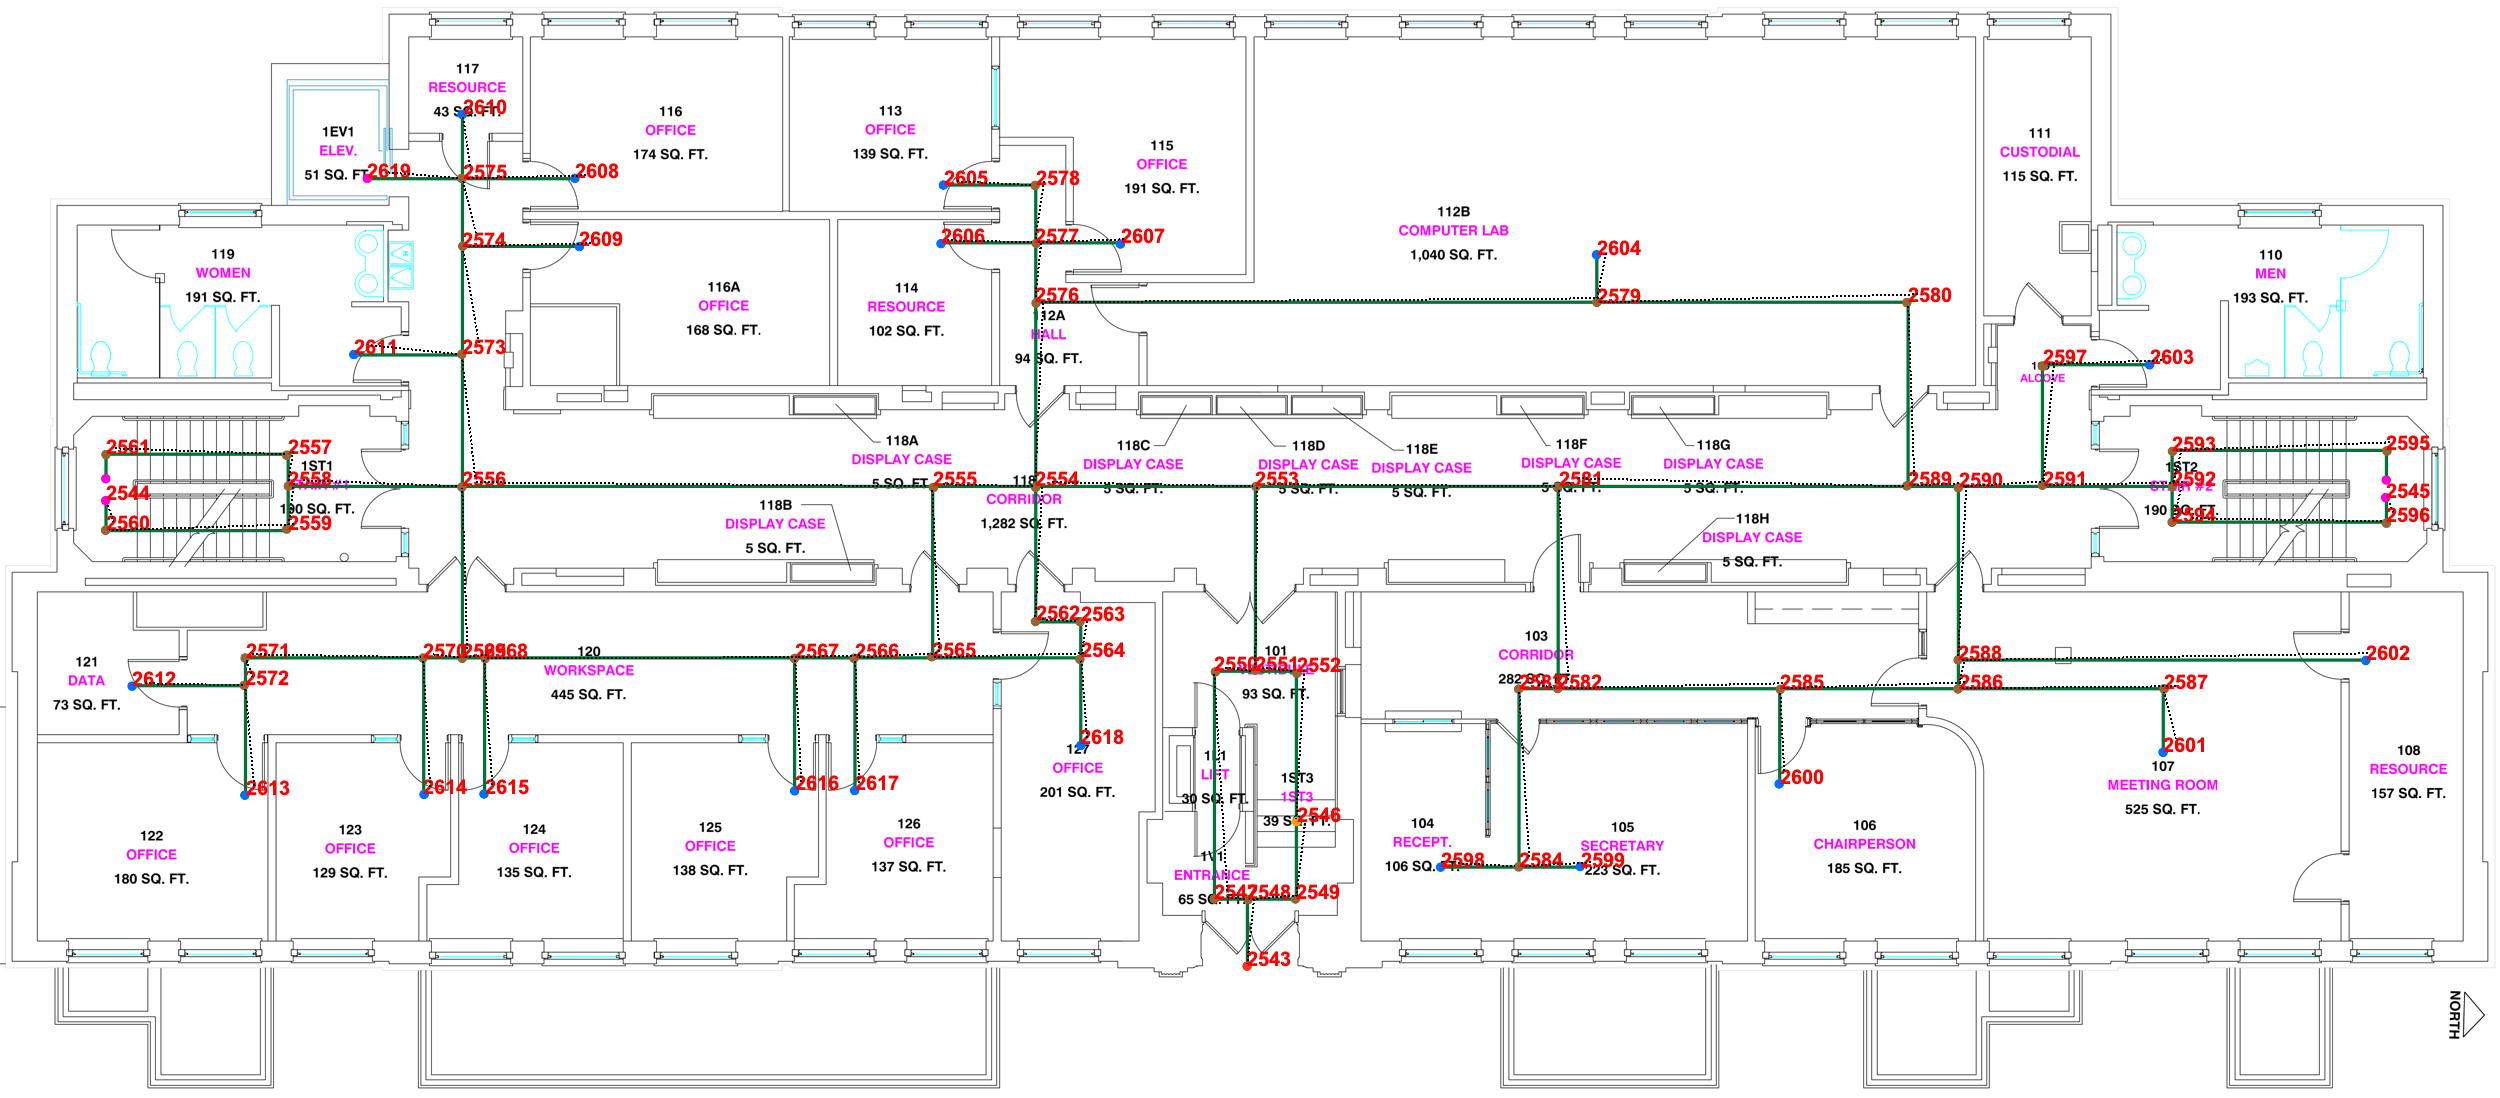 117
RESOURCE
43 SQ. FT.
2610
116
OFFICE
174 SQ. FT.
113
OFFICE
139 SQ. FT.
115
OFFICE
191 SQ. FT.
111
CUSTODIAL
115 SQ. FT.
1EV1
ELEV.
51 SQ. FT.
2619
2575
2608
2605
2578
112B
COMPUTER LAB
1,040 SQ. FT.
2574
2609
2606
2577
2607
2604
119
WOMEN
191 SQ. FT.
110
MEN
193 SQ. FT.
116A
OFFICE
168 SQ. FT.
114
RESOURCE
102 SQ. FT.
2576
2579
2580
12A
HALL
94 SQ. FT.
2611
2573
2597
2603
ALCOVE
118A
DISPLAY CASE
5 SQ. FT.
118C
DISPLAY CASE
5 SQ. FT.
118D
DISPLAY CASE
5 SQ. FT.
118E
DISPLAY CASE
5 SQ. FT.
118F
DISPLAY CASE
5 SQ. FT.
118G
DISPLAY CASE
5 SQ. FT.
2561
2557
1ST1
2558
190 SQ. FT.
2544
2560
2559
2556
2555
2554
118
CORRIDOR
1,282 SQ. FT.
2553
2581
2589
2590
2591
2593
2595
1ST2
2592
STAIR #2
190 SQ. FT.
2545
2594
2596
118B
DISPLAY CASE
5 SQ. FT.
118H
DISPLAY CASE
5 SQ. FT.
2562
2563
2571
2570
2569
2568
120
WORKSPACE
445 SQ. FT.
2567
2566
2565
2564
101
2550
2551
2552
93 SQ. FT.
103
CORRIDOR
282 SQ. FT.
2583
2582
2585
2588
2586
2587
2602
121
DATA
73 SQ. FT.
2612
2572
2618
127
OFFICE
201 SQ. FT.
1L1
LIFT
30 SQ. FT.
1ST3
1ST3
39 SQ. FT.
2546
2600
2601
107
MEETING ROOM
525 SQ. FT.
108
RESOURCE
157 SQ. FT.
2613
2614
2615
2616
2617
122
OFFICE
180 SQ. FT.
123
OFFICE
129 SQ. FT.
124
OFFICE
135 SQ. FT.
125
OFFICE
138 SQ. FT.
126
OFFICE
137 SQ. FT.
104
RECEPT.
106 SQ. FT.
105
SECRETARY
223 SQ. FT.
106
CHAIRPERSON
185 SQ. FT.
2598
2584
2599
1V1
ENTRANCE
65 SQ. FT.
2547
2548
2549
2543
NORTH